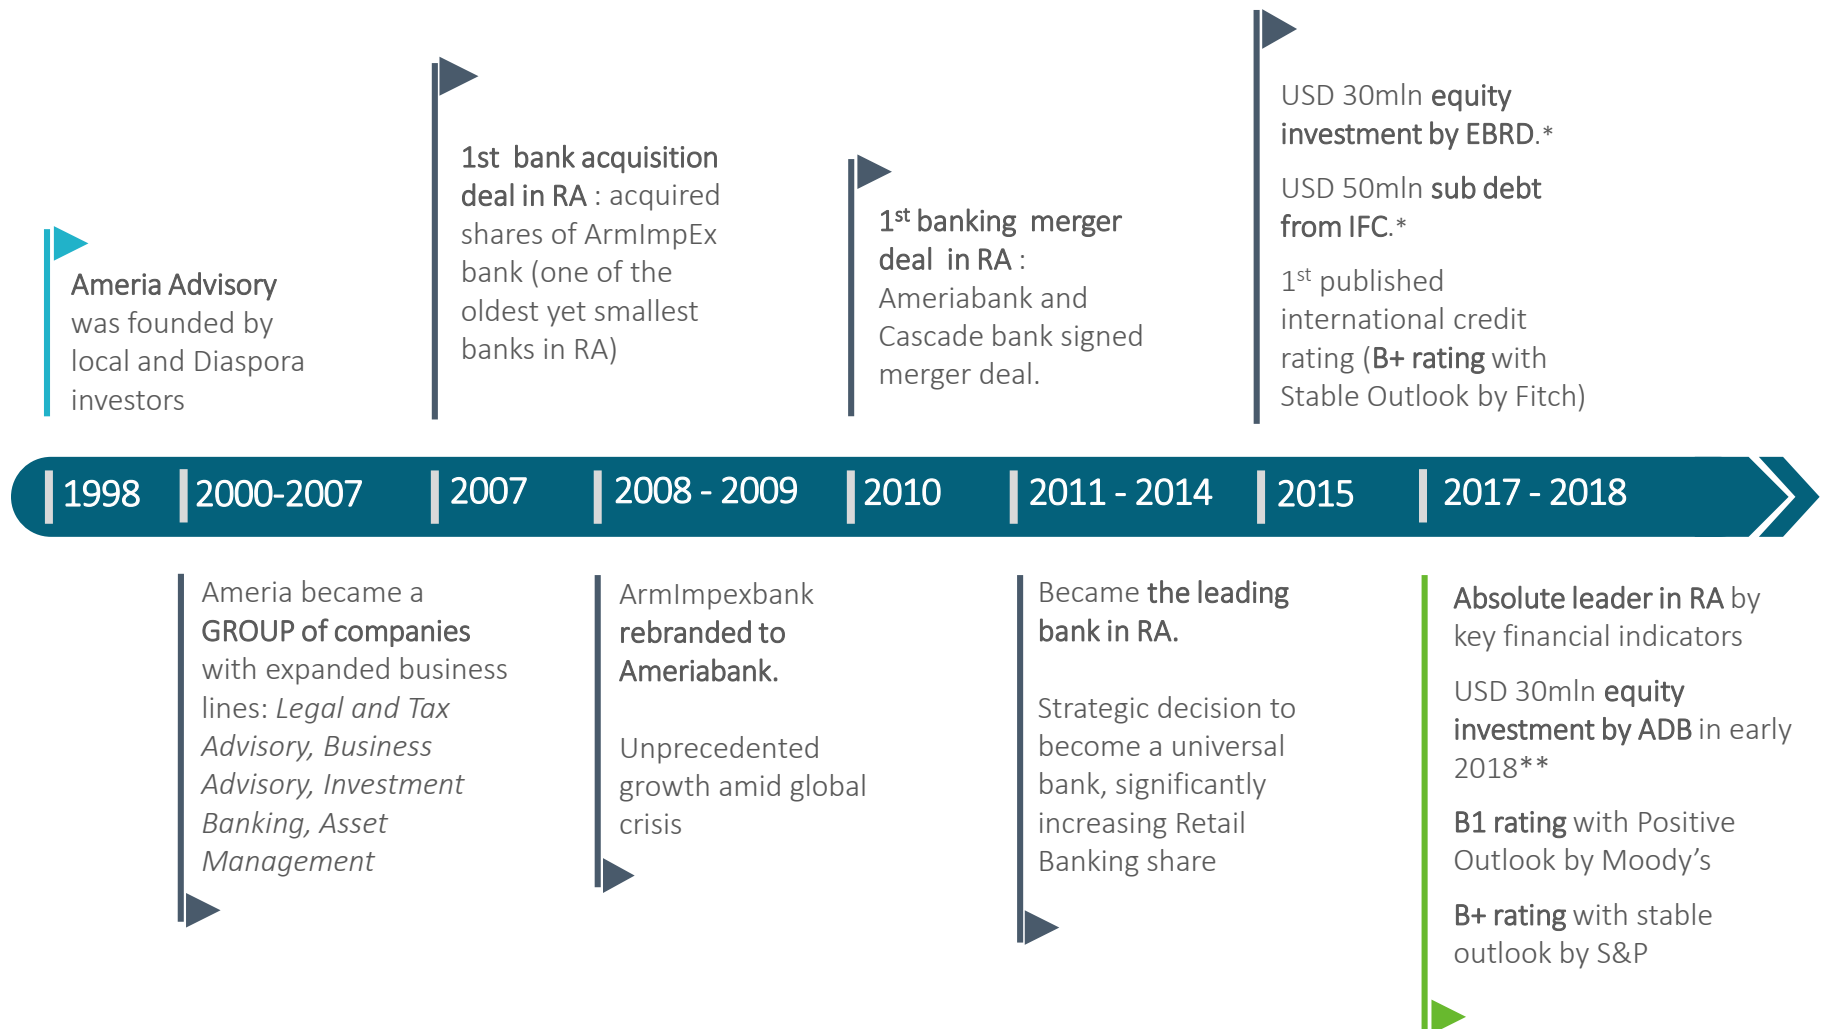 Ameria Advisory
was founded by
local and Diaspora
investors
1st bank acquisition
deal in RA : acquired
shares of ArmImpEx
bank (one of the
oldest yet smallest
banks in RA)
1st banking merger
deal in RA :
Ameriabank and
Cascade bank signed
merger deal.
USD 30mln equity
investment by EBRD.*
USD 50mln sub debt
from IFC.*
1st published
international credit
rating (B+ rating with
Stable Outlook by Fitch)
1998
2000-2007
2007
2008 - 2009
2010
2011 - 2014
2015
2017 - 2018
Ameria became a
GROUP of companies
with expanded business
lines: Legal and Tax
Advisory, Business
Advisory, Investment
Banking, Asset
Management
ArmImpexbank
rebranded to
Ameriabank.
Unprecedented
growth amid global
crisis
Became the leading
bank in RA.
Strategic decision to
become a universal
bank, significantly
increasing Retail
Banking share
Absolute leader in RA by
key financial indicators
USD 30mln equity
investment by ADB in early
2018**
B1 rating with Positive
Outlook by Moody's
B+ rating with stable
outlook by S&P